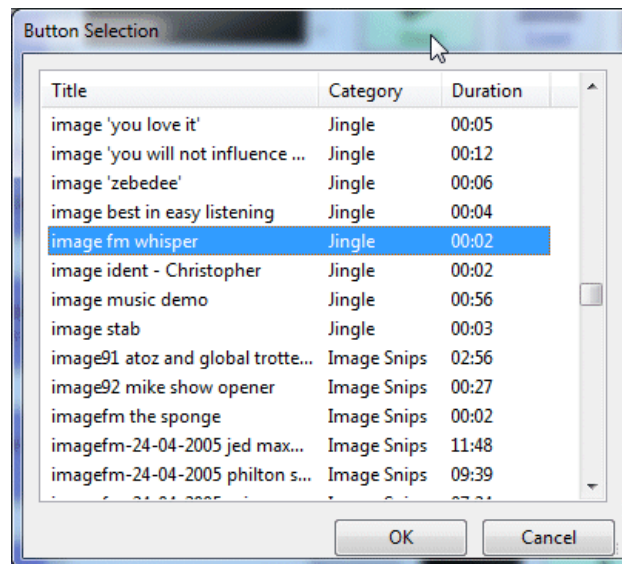 Button Selection
Title Category Duration
image 'you love it' Jingle 00:05
image 'you will not influence ... Jingle 00:12
image 'zebedee' Jingle 00:06
image best in easy listening Jingle 00:04
image fm whisper Jingle 00:02
image ident - Christopher Jingle 00:02
image music demo Jingle 00:56
image stab Jingle 00:03
image91 atoz and global trotte... Image Snips 02:56
image92 mike show opener Image Snips 00:27
imagefm the sponge Image Snips 00:02
imagefm-24-04-2005 jed max... Image Snips 11:48
imagefm-24-04-2005 philton s... Image Snips 09:39
OK Cancel